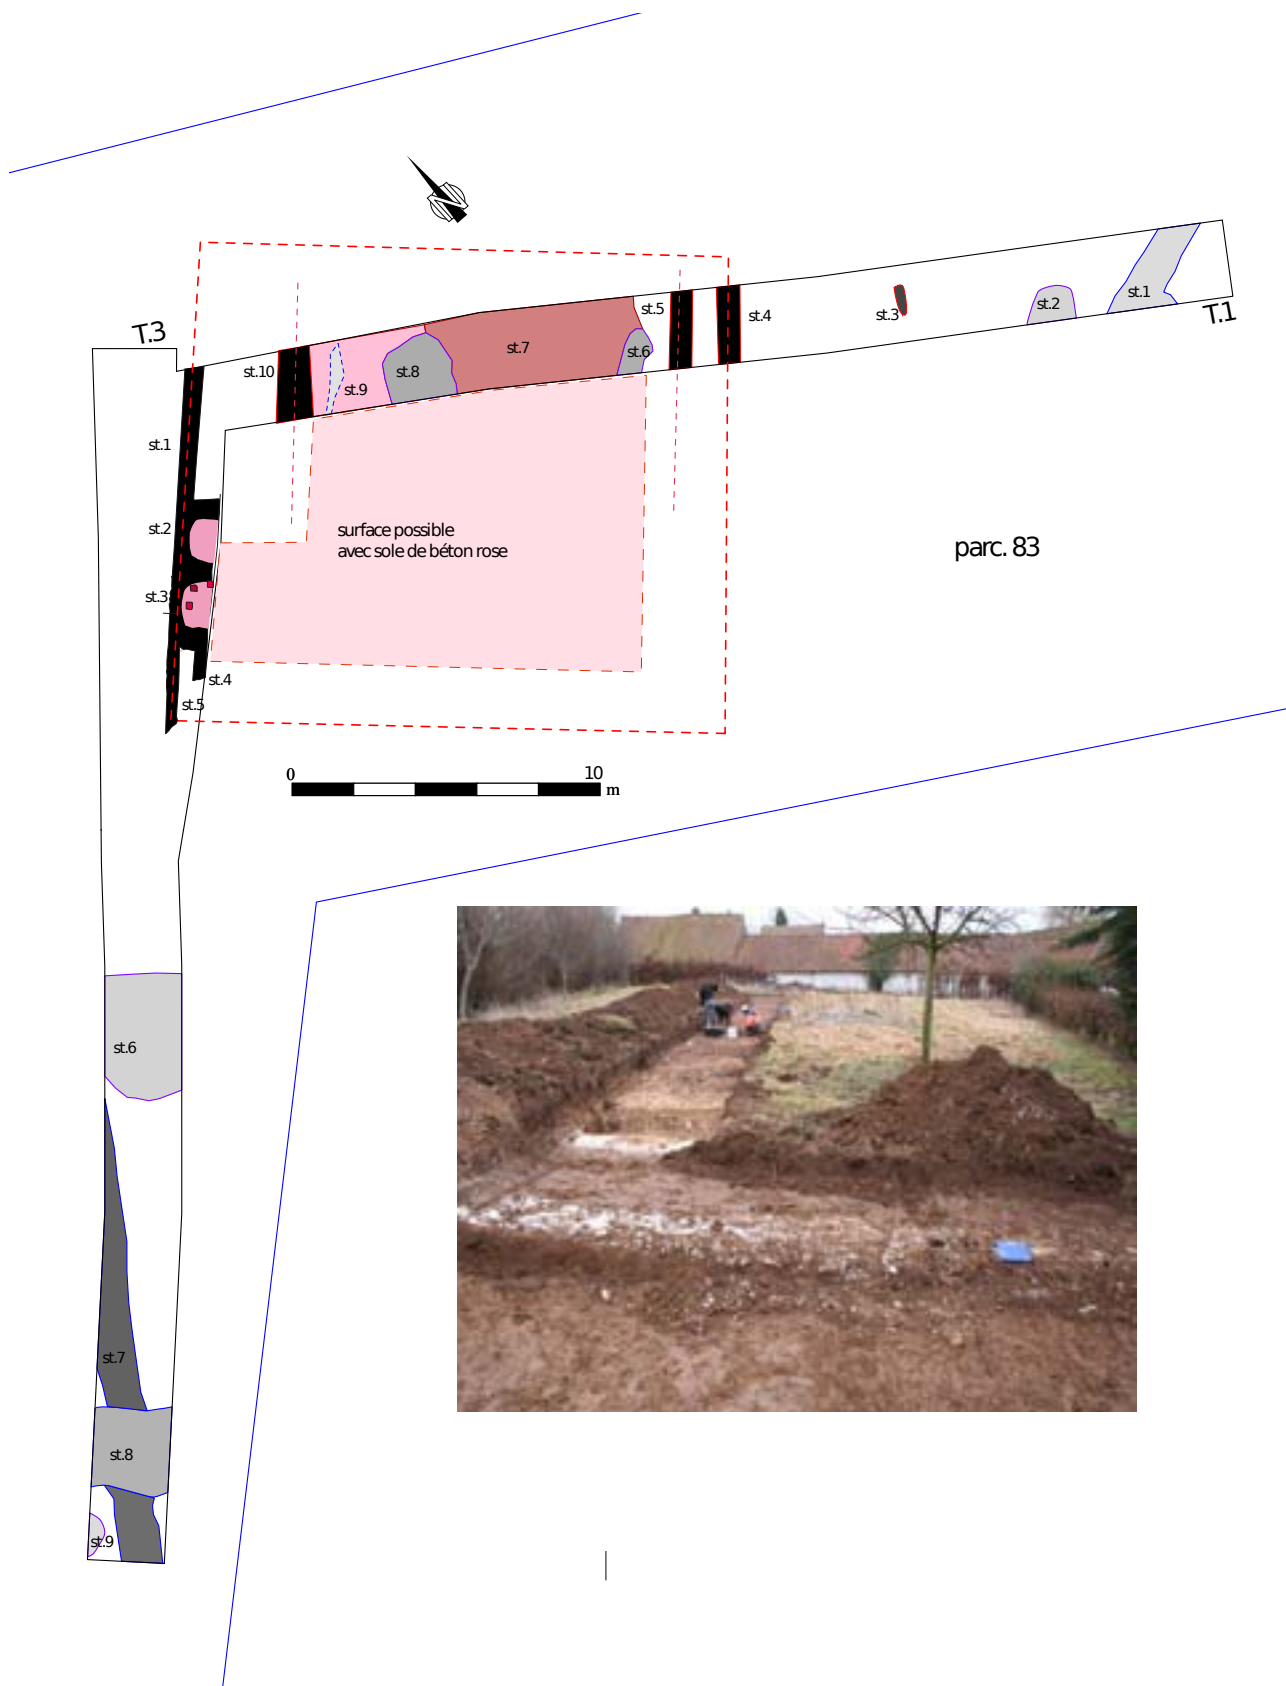 N
T.3
T.1
st.5
st.4
st.3
st.2
st.1
st.10
st.9
st.8
st.7
st.6
st.1
st.2
st.3
st.4
st.5
surface possible
avec sole de béton rose
parc. 83
0 10
m
st.6
st.7
st.8
st.9